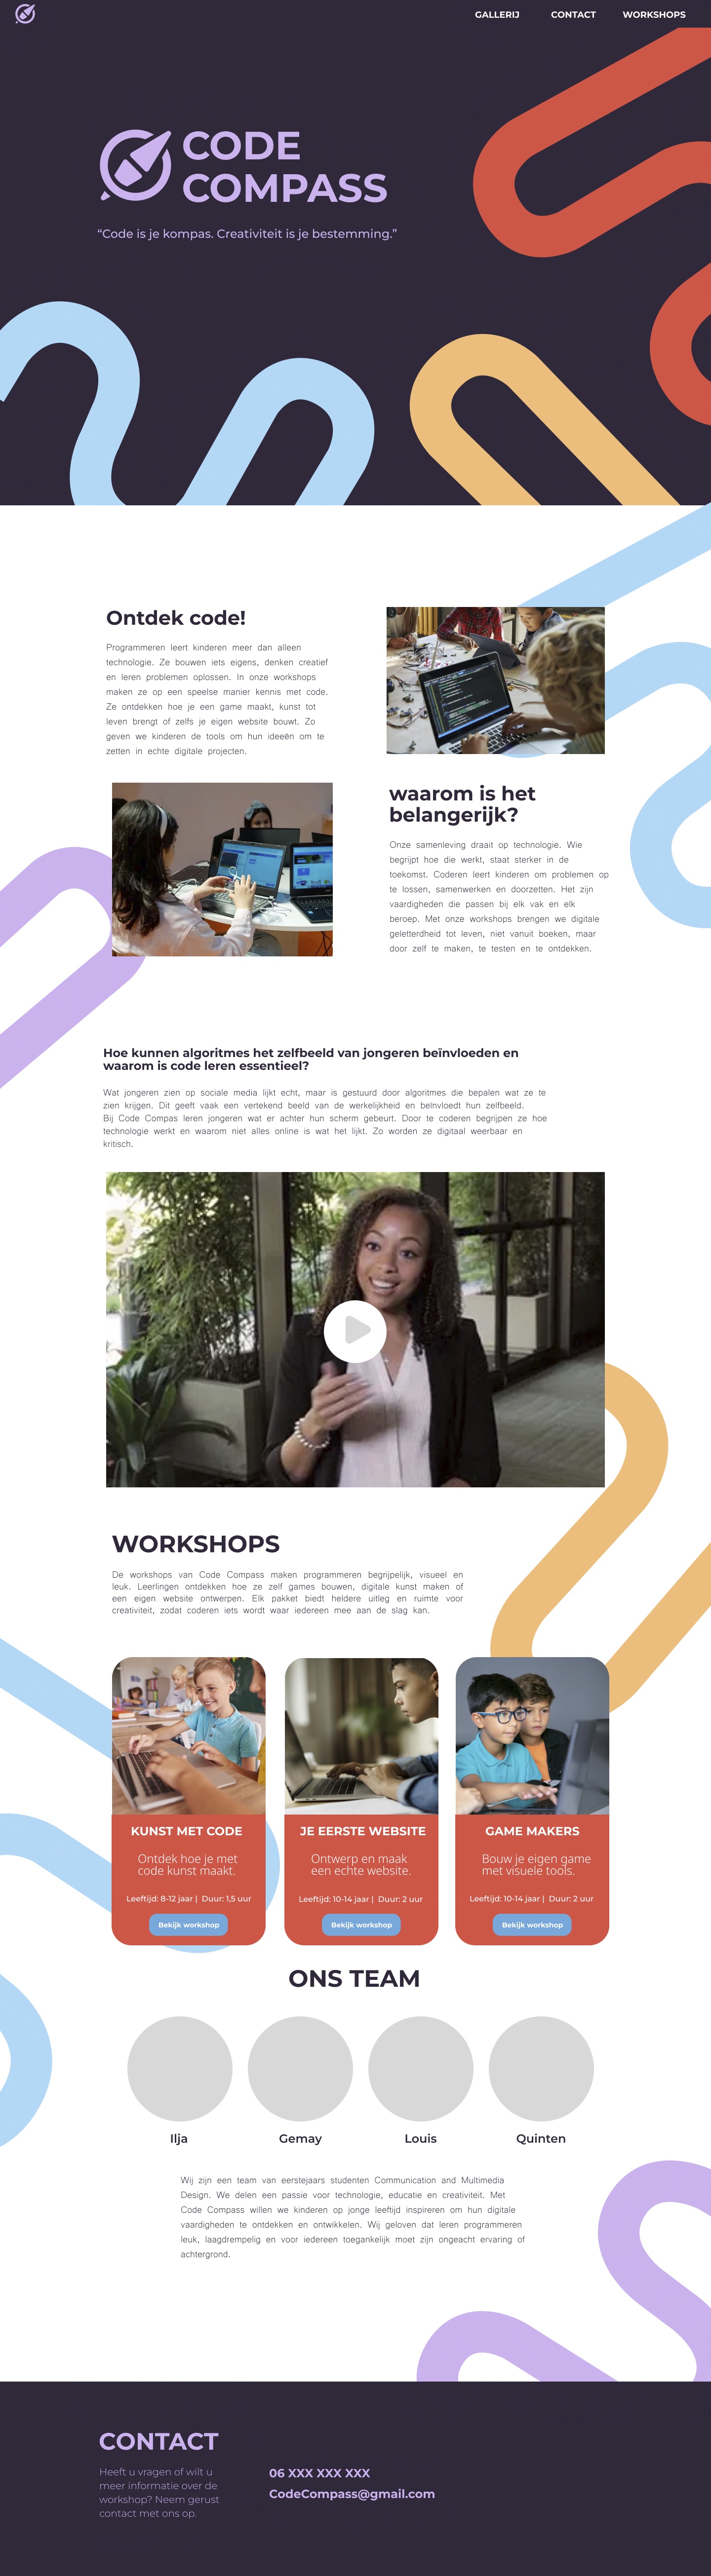 GALLERIJ CONTACT WORKSHOPS
CODE
COMPASS
“Code is je kompas. Creativiteit is je bestemming.”
Ontdek code!
Programmeren leert kinderen meer dan alleen
technologie. Ze bouwen iets eigens, denken creatief
en leren problemen oplossen. In onze workshops
maken ze op een speelse manier kennis met code.
Ze ontdekken hoe je een game maakt, kunst tot
leven brengt of zelfs je eigen website bouwt. Zo
geven we kinderen de tools om hun ideeën om te
zetten in echte digitale projecten.
waarom is het
belangerijk?
Onze samenleving draait op technologie. Wie
begrijpt hoe die werkt, staat sterker in de
toekomst. Coderen leert kinderen om problemen op
te lossen, samenwerken en doorzetten. Het zijn
vaardigheden die passen bij elk vak en elk
beroep. Met onze workshops brengen we digitale
geletterdheid tot leven, niet vanuit boeken, maar
door zelf te maken, te testen en te ontdekken.
Hoe kunnen algoritmes het zelfbeeld van jongeren beïnvloeden en
waarom is code leren essentieel?
Wat jongeren zien op sociale media lijkt echt, maar is gestuurd door algoritmes die bepalen wat ze te
zien krijgen. Dit geeft vaak een vertekend beeld van de werkelijkheid en beïnvloedt hun zelfbeeld.
Bij Code Compas leren jongeren wat er achter hun scherm gebeurt. Door te coderen begrijpen ze hoe
technologie werkt en waarom niet alles online is wat het lijkt. Zo worden ze digitaal weerbaar en
kritisch.
WORKSHOPS
De workshops van Code Compass maken programmeren begrijpelijk, visueel en
leuk. Leerlingen ontdekken hoe ze zelf games bouwen, digitale kunst maken of
een eigen website ontwerpen. Elk pakket biedt heldere uitleg en ruimte voor
creativiteit, zodat coderen iets wordt waar iedereen mee aan de slag kan.
KUNST MET CODE
Ontdek hoe je met
code kunst maakt.
Leeftijd: 8-12 jaar | Duur: 1,5 uur
Bekijk workshop
JE EERSTE WEBSITE
Ontwerp en maak
een echte website.
Leeftijd: 10-14 jaar | Duur: 2 uur
Bekijk workshop
GAME MAKERS
Bouw je eigen game
met visuele tools.
Leeftijd: 10-14 jaar | Duur: 2 uur
Bekijk workshop
ONS TEAM
Ilja Gemay Louis Quinten
Wij zijn een team van eerstejaars studenten Communication and Multimedia
Design. We delen een passie voor technologie, educatie en creativiteit. Met
Code Compass willen we kinderen op jonge leeftijd inspireren om hun digitale
vaardigheden te ontdekken en ontwikkelen. Wij geloven dat leren programmeren
leuk, laagdrempelig en voor iedereen toegankelijk moet zijn ongeacht ervaring of
achtergrond.
CONTACT
Heeft u vragen of wilt u
meer informatie over de
workshop? Neem gerust
contact met ons op.
06 XXX XXX XXX
CodeCompass@gmail.com